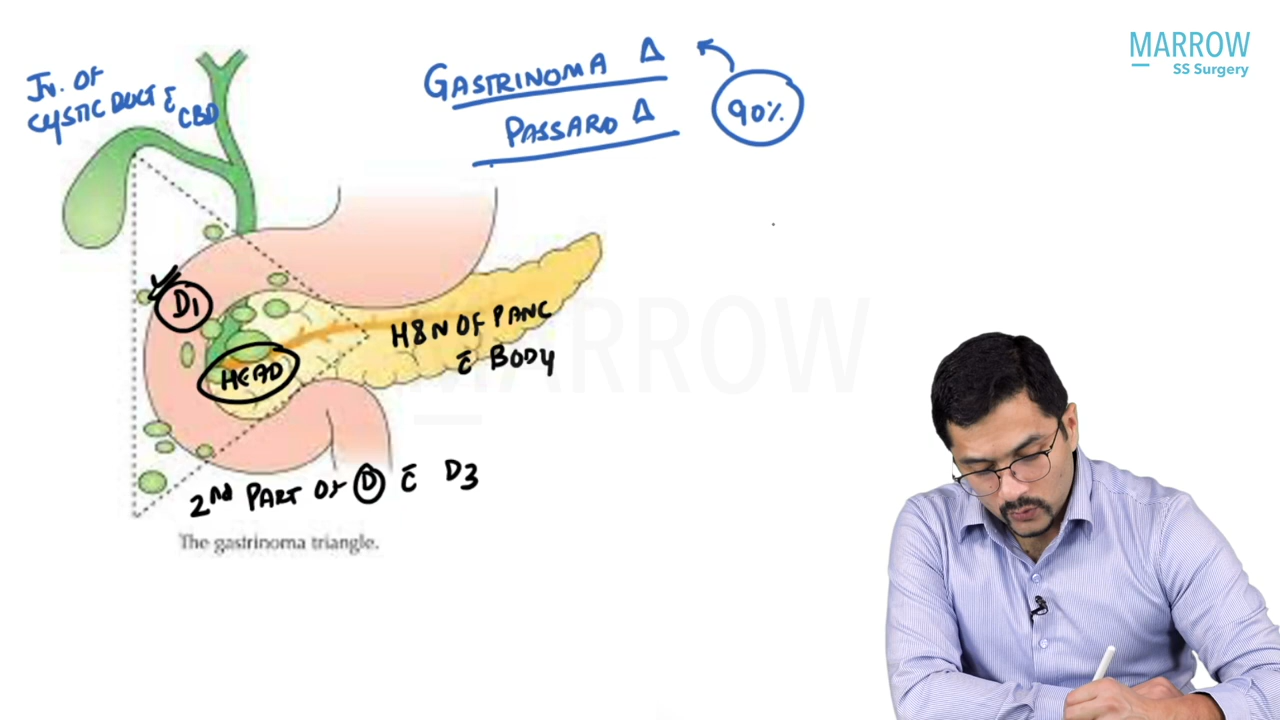 MARROW
SS Surgery
GASTRINOMA Δ
PASSARO Δ
90%
Jn. OF
CYSTIC DUCT c̄
CBD
D1
HEAD
H&N OF PANC
c̄ BODY
2nd PART OF D c̄ D3
The gastrinoma triangle.
MARROW